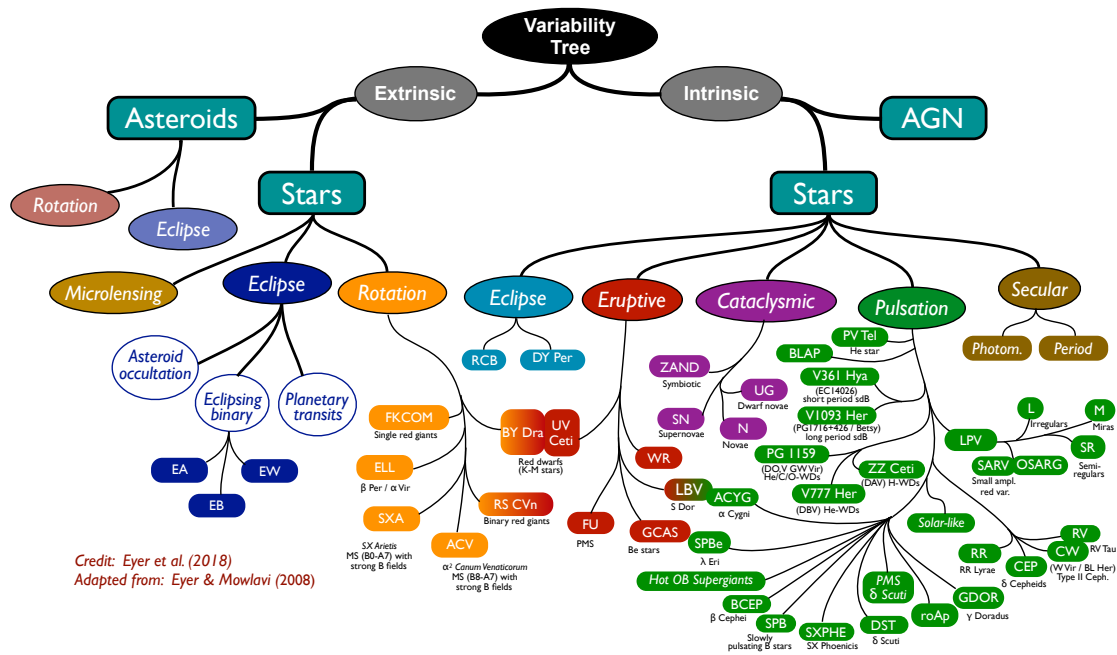 Variability
Tree
Extrinsic
Intrinsic
Asteroids
AGN
Rotation
Eclipse
Stars
Stars
Microlensing
Eclipse
Rotation
Eclipse
Eruptive
Cataclysmic
Pulsation
Secular
Asteroid
occultation
Eclipsing
binary
Planetary
transits
EA
EB
EW
FKCOM
Single red giants
ELL
β Per / α Vir
SXA
SX Arietis
MS (B0-A7) with
strong B fields
ACV
α² Canum Venaticorum
MS (B8-A7) with
strong B fields
RS CVn
Binary red giants
BY Dra
UV
Ceti
Red dwarfs
(K-M stars)
RCB
DY Per
WR
LBV
S Dor
FU
PMS
GCAS
Be stars
ZAND
Symbiotic
SN
Supernovae
UG
Dwarf novae
N
Novae
PV Tel
He star
BLAP
V361 Hya
(EC14026)
short period sdB
V1093 Her
(PG1716+426 / Betsy)
long period sdB
PG 1159
(DO,V GW Vir)
He/C/O-WDs
ZZ Ceti
(DAV) H-WDs
V777 Her
(DBV) He-WDs
Solar-like
ACYG
α Cygni
SPBe
λ Eri
Hot OB Supergiants
BCEP
β Cephei
SPB
Slowly
pulsating B stars
SXPHE
SX Phoenicis
PMS
δ Scuti
DST
δ Scuti
roAp
GDOR
γ Doradus
RR
RR Lyrae
CEP
δ Cepheids
RV
RV Tau
CW
(W Vir / BL Her)
Type II Ceph.
LPV
L
Irregulars
M
Miras
SR
Semi-
regulars
SARV
Small ampl.
red var.
OSARG
Photom.
Period
Credit: Eyer et al. (2018)
Adapted from: Eyer & Mowlavi (2008)